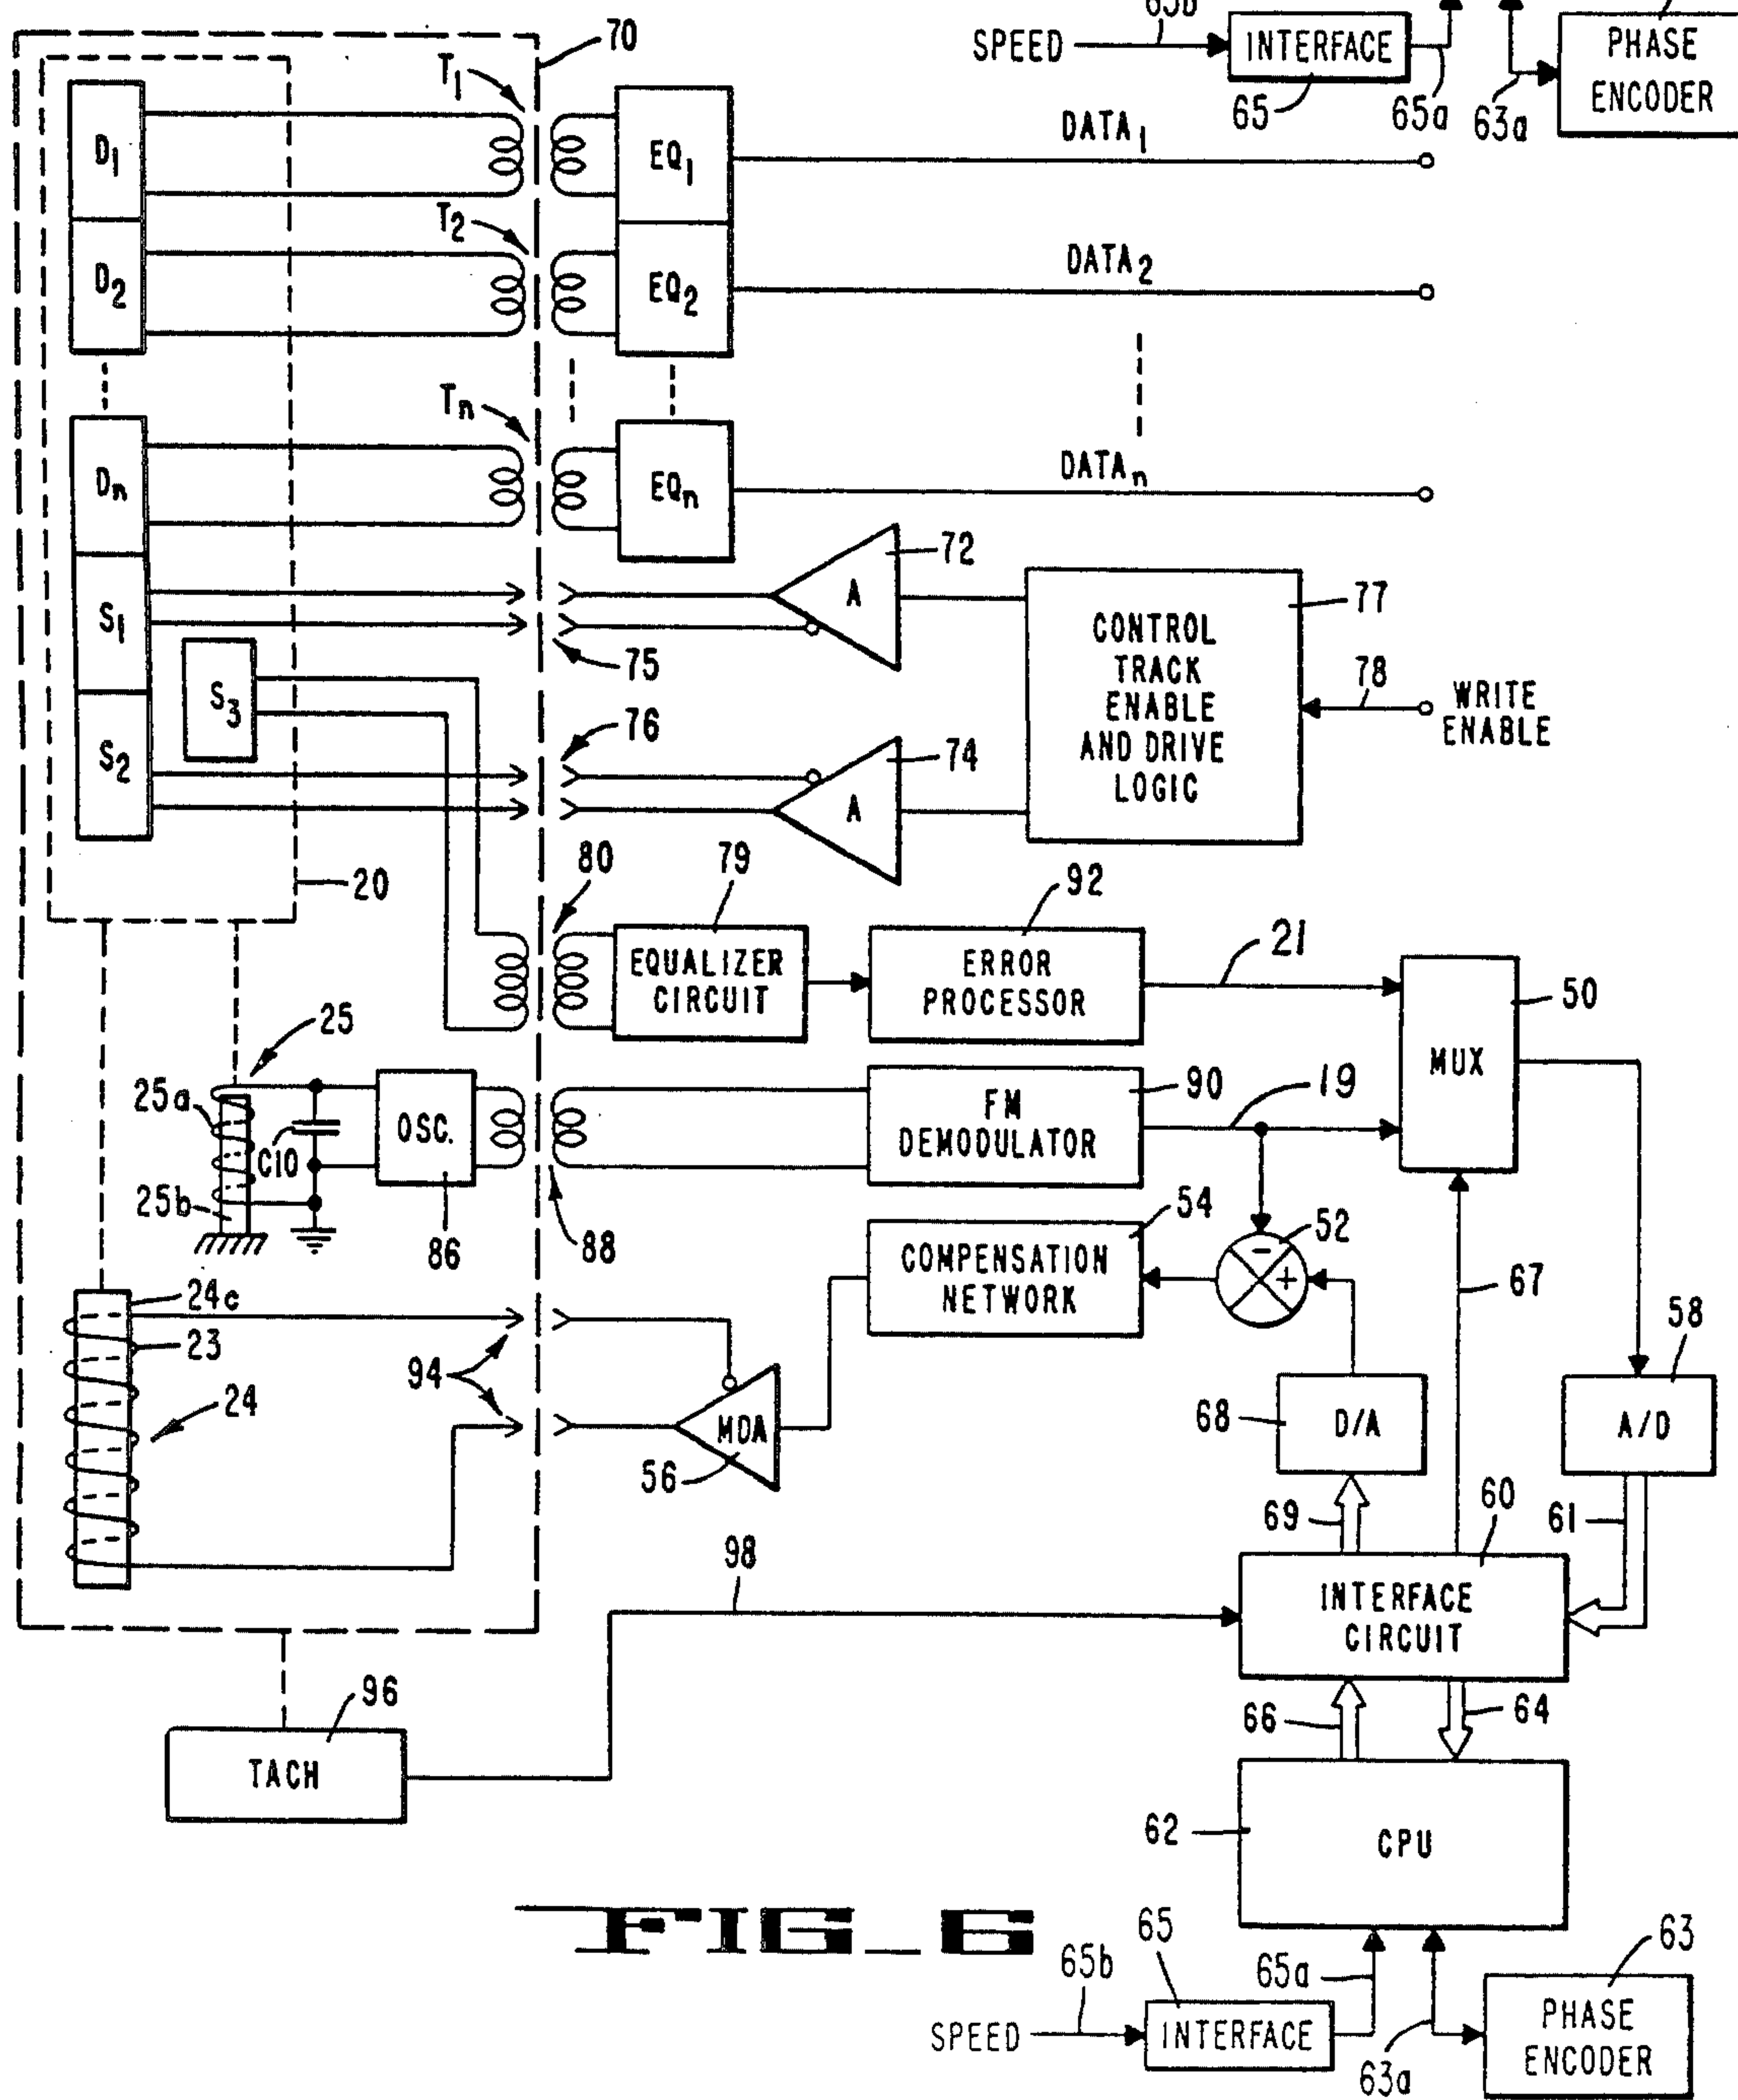 65b
SPEED
INTERFACE
65
65a
63a
PHASE
ENCODER
70
T1
D1
EQ1
DATA1
T2
D2
EQ2
DATA2
Tn
Dn
EQn
DATAn
72
A
S1
75
CONTROL
TRACK
ENABLE
AND DRIVE
LOGIC
77
78
WRITE
ENABLE
S3
76
S2
74
A
20
80
79
92
EQUALIZER
CIRCUIT
ERROR
PROCESSOR
21
50
MUX
25
25a
C10
25b
OSC.
86
88
FM
DEMODULATOR
90
19
54
COMPENSATION
NETWORK
52
-
+
67
58
24c
23
24
94
MDA
56
68
D/A
A/D
69
60
61
98
INTERFACE
CIRCUIT
66
64
96
TACH
62
CPU
FIG_6
65b
65
65a
63
SPEED
INTERFACE
63a
PHASE
ENCODER